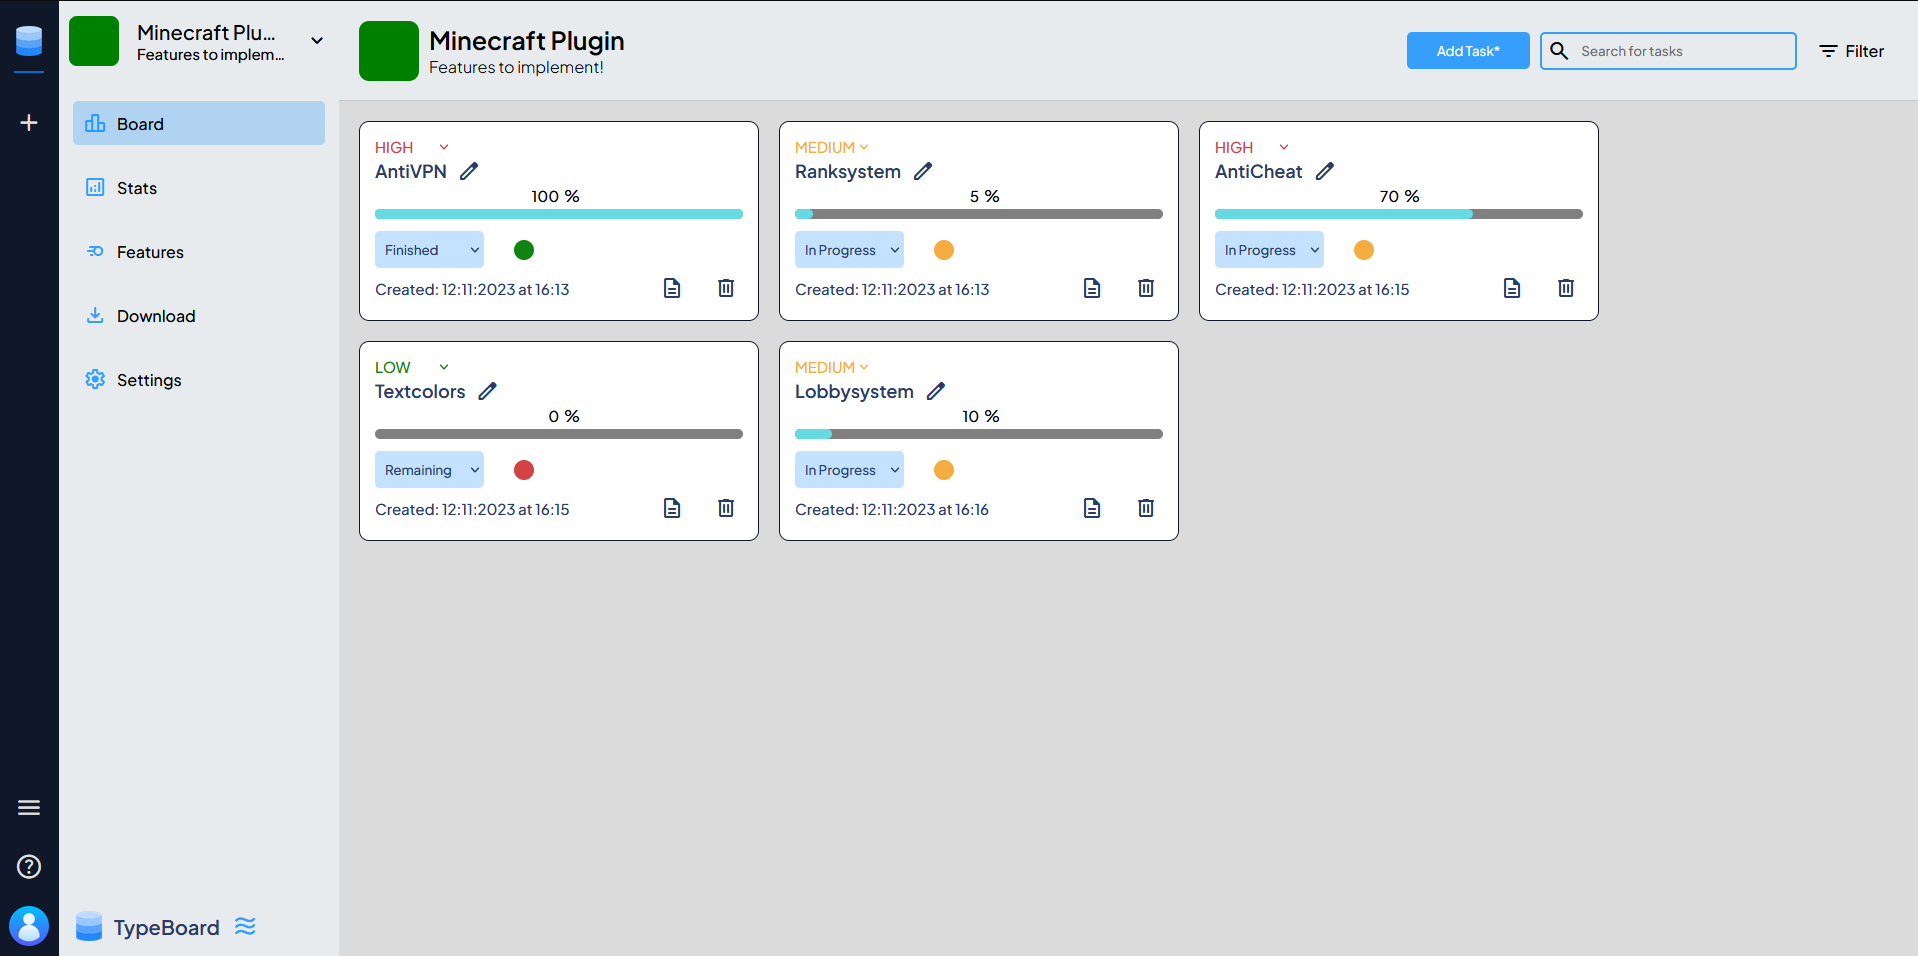 Minecraft Plu...
Features to implem...
Board
Stats
Features
Download
Settings
TypeBoard
Minecraft Plugin
Features to implement!
Add Task*
Search for tasks
Filter
HIGH
AntiVPN
100 %
Finished
Created: 12:11:2023 at 16:13
MEDIUM
Ranksystem
5 %
In Progress
Created: 12:11:2023 at 16:13
HIGH
AntiCheat
70 %
In Progress
Created: 12:11:2023 at 16:15
LOW
Textcolors
0 %
Remaining
Created: 12:11:2023 at 16:15
MEDIUM
Lobbysystem
10 %
In Progress
Created: 12:11:2023 at 16:16